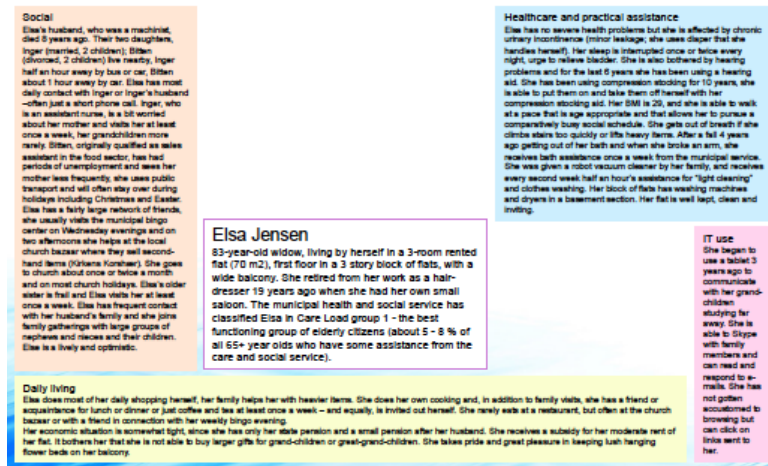 Social
Elsa's husband, who was a machinist,
died 8 years ago. Their two daughters,
Inger (married, 2 children); Bitten
(divorced, 2 children) live nearby, Inger
half an hour away by bus or car, Bitten
about 1 hour away by car. Elsa has most
daily contact with Inger or Inger's husband
–often just a short phone call. Inger, who
is an assistant nurse, is a bit worried
about her mother and visits her at least
once a week, her grandchildren more
rarely. Bitten, originally qualified as sales
assistant in the food sector, has had
periods of unemployment and sees her
mother less frequently, she uses public
transport and will often stay over during
holidays including Christmas and Easter.
Elsa has a fairly large network of friends,
she usually visits the municipal bingo
center on Wednesday evenings and on
two afternoons she helps at the local
church bazaar where they sell second-
hand items (Kirkens Korshær). She goes
to church about once or twice a month
and on most church holidays. Elsa's older
sister is frail and Elsa visits her at least
once a week. Elsa has frequent contact
with her husband's family and she joins
family gatherings with large groups of
nephews and nieces and their children.
Else is a lively and optimistic.
Healthcare and practical assistance
Elsa has no severe health problems but she is affected by chronic
urinary incontinence (minor leakage; she uses diaper that she
handles herself). Her sleep is interrupted once or twice every
night, urge to relieve bladder. She is also bothered by hearing
problems and for the last 6 years she has been using a hearing
aid. She has been using compression stocking for 10 years, she
is able to put them on and take them off herself with her
compression stocking aid. Her BMI is 29, and she is able to walk
at a pace that is age appropriate and that allows her to pursue a
comparatively busy social schedule. She gets out of breath if she
climbs stairs too quickly or lifts heavy items. After a fall 4 years
ago getting out of her bath and when she broke an arm, she
receives bath assistance once a week from the municipal service.
She was given a robot vacuum cleaner by her family, and receives
every second week half an hour's assistance for "light cleaning"
and clothes washing. Her block of flats has washing machines
and dryers in a basement section. Her flat is well kept, clean and
inviting.
Elsa Jensen
83-year-old widow, living by herself in a 3-room rented
flat (70 m2), first floor in a 3 story block of flats, with a
wide balcony. She retired from her work as a hair-
dresser 19 years ago when she had her own small
saloon. The municipal health and social service has
classified Elsa in Care Load group 1 - the best
functioning group of elderly citizens (about 5 - 8 % of
all 65+ year olds who have some assistance from the
care and social service).
IT use
She began to
use a tablet 3
years ago to
communicate
with her grand-
children
studying far
away. She is
able to Skype
with family
members and
can read and
respond to e-
mails. She has
not gotten
accustomed to
browsing but
can click on
links sent to
her.
Daily living
Elsa does most of her daily shopping herself, her family helps her with heavier items. She does her own cooking and, in addition to family visits, she has a friend or
acquaintance for lunch or dinner or just coffee and tea at least once a week – and equally, is invited out herself. She rarely eats at a restaurant, but often at the church
bazaar or with a friend in connection with her weekly bingo evening.
Her economic situation is somewhat tight, since she has only her state pension and a small pension after her husband. She receives a subsidy for her moderate rent of
her flat. It bothers her that she is not able to buy larger gifts for grand-children or great-grand-children. She takes pride and great pleasure in keeping lush hanging
flower beds on her balcony.